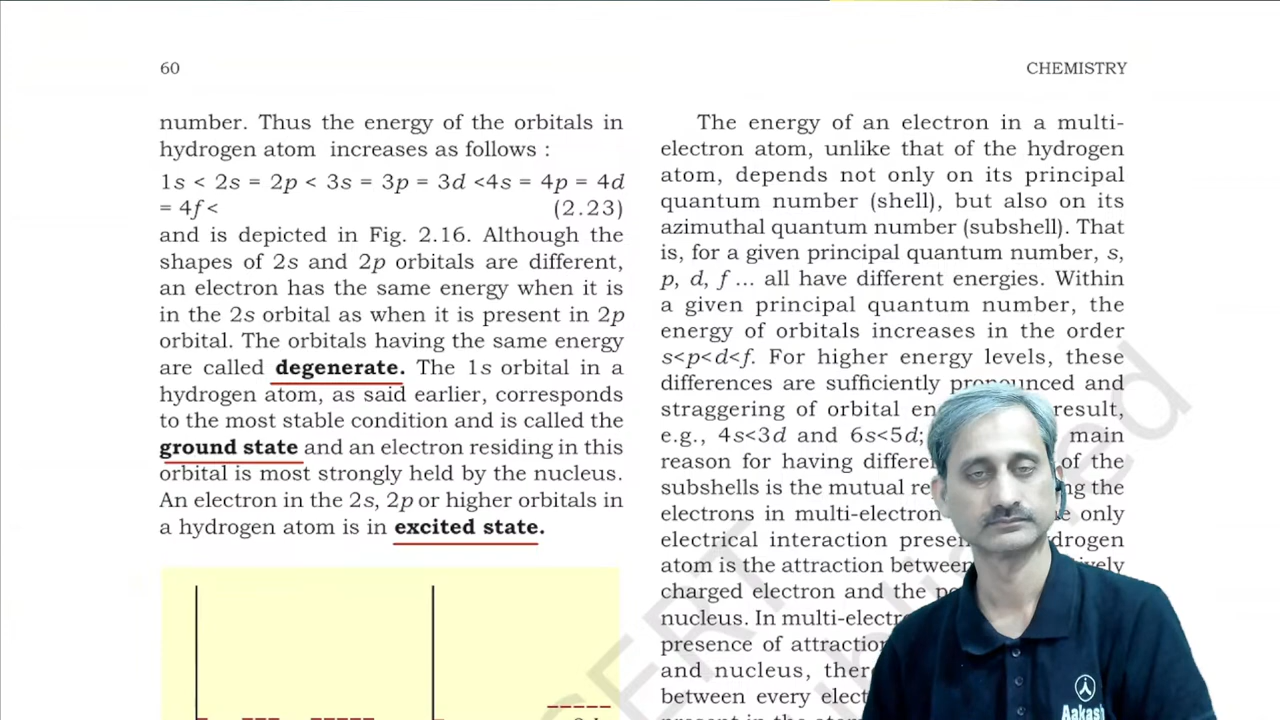 60
CHEMISTRY
number. Thus the energy of the orbitals in
hydrogen atom increases as follows :
1s < 2s = 2p < 3s = 3p = 3d <4s = 4p = 4d
= 4f < (2.23)
and is depicted in Fig. 2.16. Although the
shapes of 2s and 2p orbitals are different,
an electron has the same energy when it is
in the 2s orbital as when it is present in 2p
orbital. The orbitals having the same energy
are called degenerate. The 1s orbital in a
hydrogen atom, as said earlier, corresponds
to the most stable condition and is called the
ground state and an electron residing in this
orbital is most strongly held by the nucleus.
An electron in the 2s, 2p or higher orbitals in
a hydrogen atom is in excited state.
The energy of an electron in a multi-
electron atom, unlike that of the hydrogen
atom, depends not only on its principal
quantum number (shell), but also on its
azimuthal quantum number (subshell). That
is, for a given principal quantum number, s,
p, d, f ... all have different energies. Within
a given principal quantum number, the
energy of orbitals increases in the order
s<p<d<f. For higher energy levels, these
differences are sufficiently pronounced and
straggering of orbital result,
e.g., 4s<3d and 6s<5d; main
reason for having of the
subshells is the mutual the
electrons in multi-electron only
electrical interaction
atom is the attraction between
charged electron and the
nucleus. In
presence of
and nucleus,
between every
Aakash